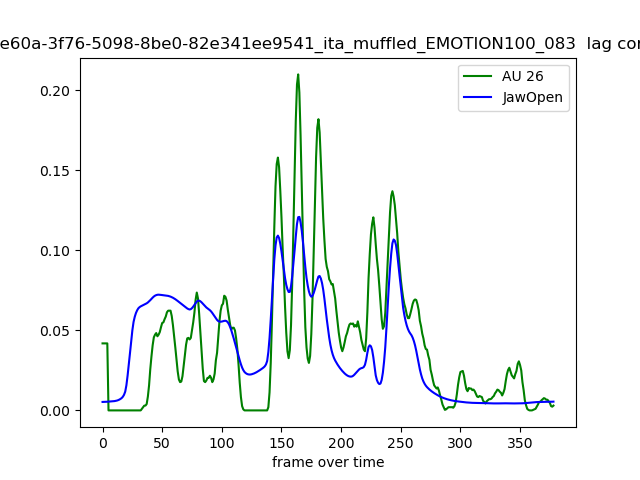 e60a-3f76-5098-8be0-82e341ee9541_ita_muffled_EMOTION100_083 lag cor
AU 26
JawOpen
0.20
0.15
0.10
0.05
0.00
0 50 100 150 200 250 300 350
frame over time